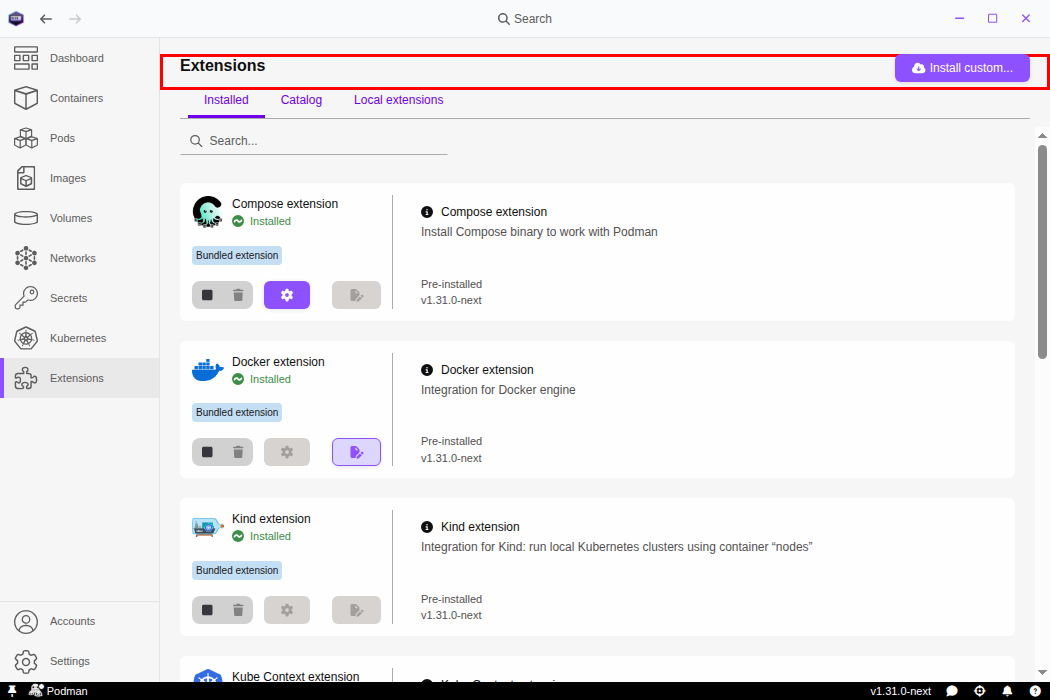 Search
Dashboard
Containers
Pods
Images
Volumes
Networks
Secrets
Kubernetes
Extensions
Accounts
Settings
Extensions
Install custom...
Installed
Catalog
Local extensions
Search...
Compose extension
Installed
Bundled extension
Compose extension
Install Compose binary to work with Podman
Pre-installed
v1.31.0-next
Docker extension
Installed
Bundled extension
Docker extension
Integration for Docker engine
Pre-installed
v1.31.0-next
Kind extension
Installed
Bundled extension
Kind extension
Integration for Kind: run local Kubernetes clusters using container “nodes”
Pre-installed
v1.31.0-next
Kube Context extension
Podman
v1.31.0-next